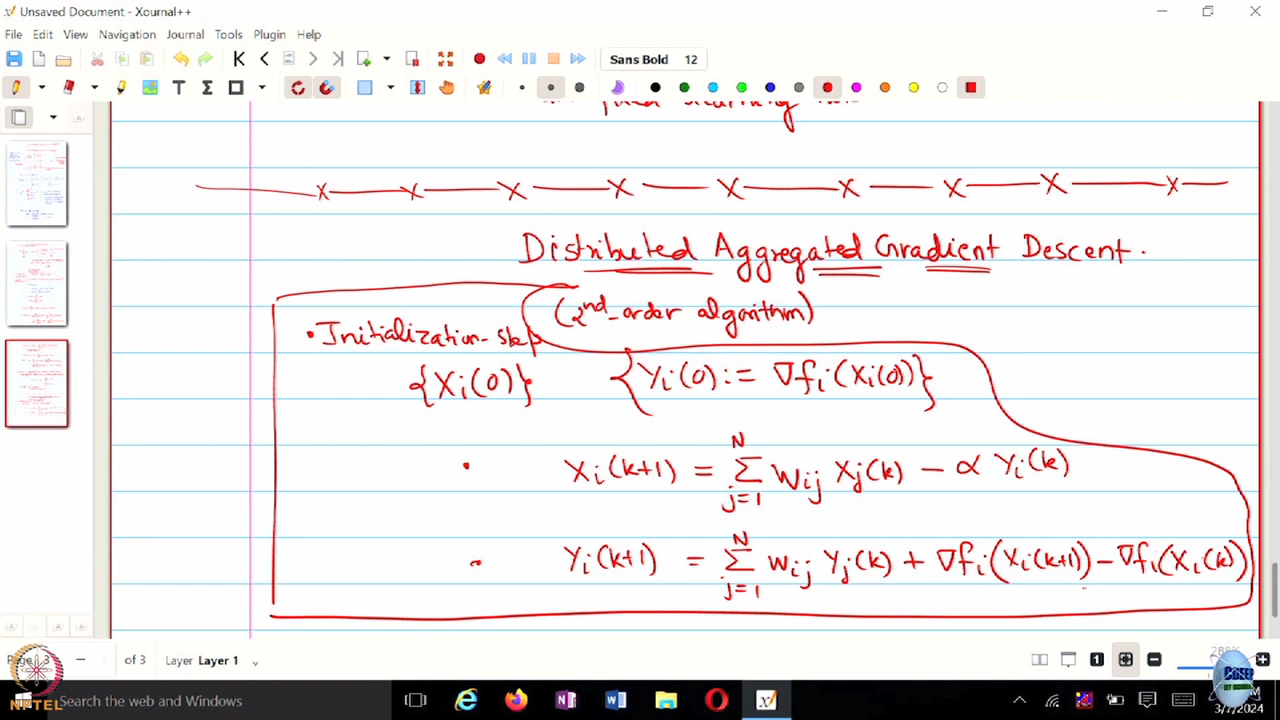 Unsaved Document - Xournal++
File Edit View Navigation Journal Tools Plugin Help
Sans Bold 12
x x x x x x x x x
Distributed Aggregated Gradient Descent.
(2nd-order algorithm)
• Initialization-step
{Xi(0)} {Yi(0) := ∇fi(Xi(0))}
• Xi(k+1) = Σ_{j=1}^{N} Wij Xj(k) − α Yi(k)
• Yi(k+1) = Σ_{j=1}^{N} Wij Yj(k) + ∇fi(Xi(k+1)) − ∇fi(Xi(k))
of 3 Layer Layer 1
Search the web and Windows
NPTEL
3/7/2024